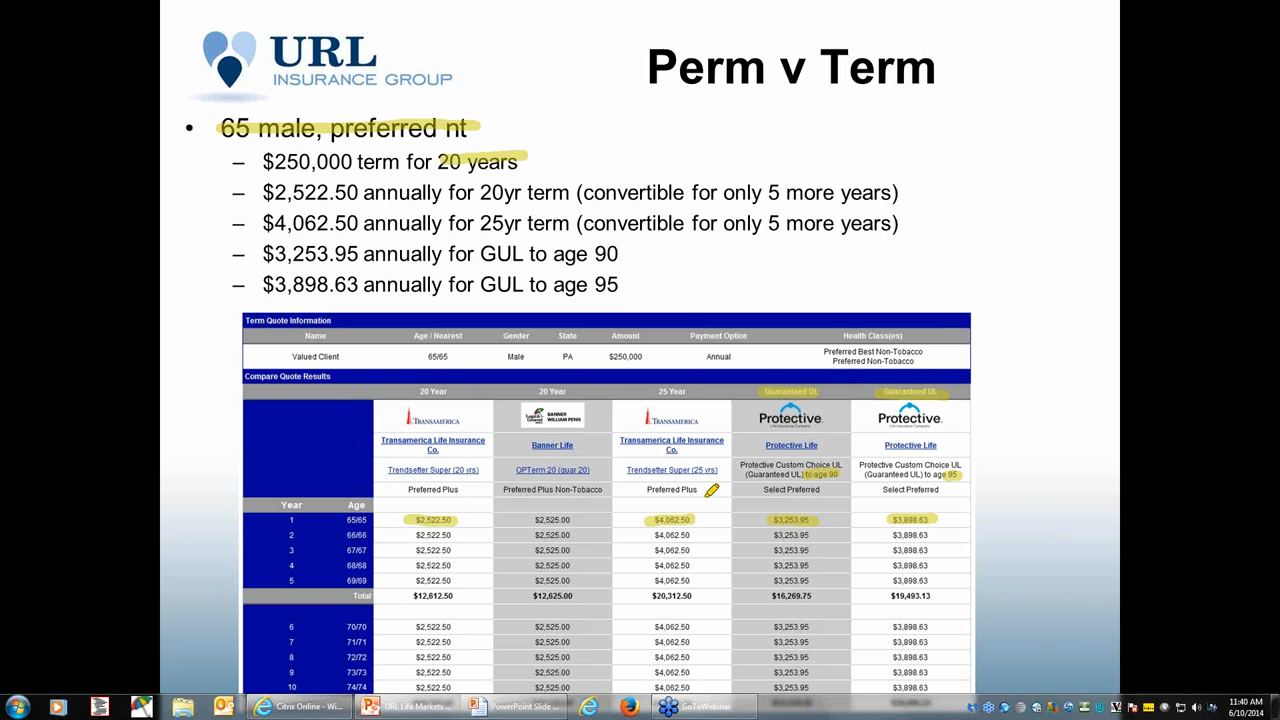 URL
INSURANCE GROUP
Perm v Term
• 65 male, preferred nt
– $250,000 term for 20 years
– $2,522.50 annually for 20yr term (convertible for only 5 more years)
– $4,062.50 annually for 25yr term (convertible for only 5 more years)
– $3,253.95 annually for GUL to age 90
– $3,898.63 annually for GUL to age 95
Term Quote Information
Name Age / Nearest Gender State Amount Payment Option Health Class(es)
Valued Client 65/65 Male PA $250,000 Annual Preferred Best Non-Tobacco
Preferred Non-Tobacco
Compare Quote Results
20 Year 20 Year 25 Year Guaranteed UL Guaranteed UL
TRANSAMERICA BANNER WILLIAM PENN TRANSAMERICA Protective Protective
Transamerica Life Insurance Co. Banner Life Transamerica Life Insurance Co. Protective Life Protective Life
Trendsetter Super (20 yrs) OPTerm 20 (guar 20) Trendsetter Super (25 yrs) Protective Custom Choice UL (Guaranteed UL) to age 90 Protective Custom Choice UL (Guaranteed UL) to age 95
Preferred Plus Preferred Plus Non-Tobacco Preferred Plus Select Preferred Select Preferred
Year Age
1 65/65 $2,522.50 $2,525.00 $4,062.50 $3,253.95 $3,898.63
2 66/66 $2,522.50 $2,525.00 $4,062.50 $3,253.95 $3,898.63
3 67/67 $2,522.50 $2,525.00 $4,062.50 $3,253.95 $3,898.63
4 68/68 $2,522.50 $2,525.00 $4,062.50 $3,253.95 $3,898.63
5 69/69 $2,522.50 $2,525.00 $4,062.50 $3,253.95 $3,898.63
Total $12,612.50 $12,625.00 $20,312.50 $16,269.75 $19,493.13
6 70/70 $2,522.50 $2,525.00 $4,062.50 $3,253.95 $3,898.63
7 71/71 $2,522.50 $2,525.00 $4,062.50 $3,253.95 $3,898.63
8 72/72 $2,522.50 $2,525.00 $4,062.50 $3,253.95 $3,898.63
9 73/73 $2,522.50 $2,525.00 $4,062.50 $3,253.95 $3,898.63
10 74/74 $2,522.50 $2,525.00 $4,062.50 $3,253.95 $3,898.63
Citrix Online - Wi... URL Life Markets ... PowerPoint Slide ... GoToWebinar 11:40 AM
6/10/2014